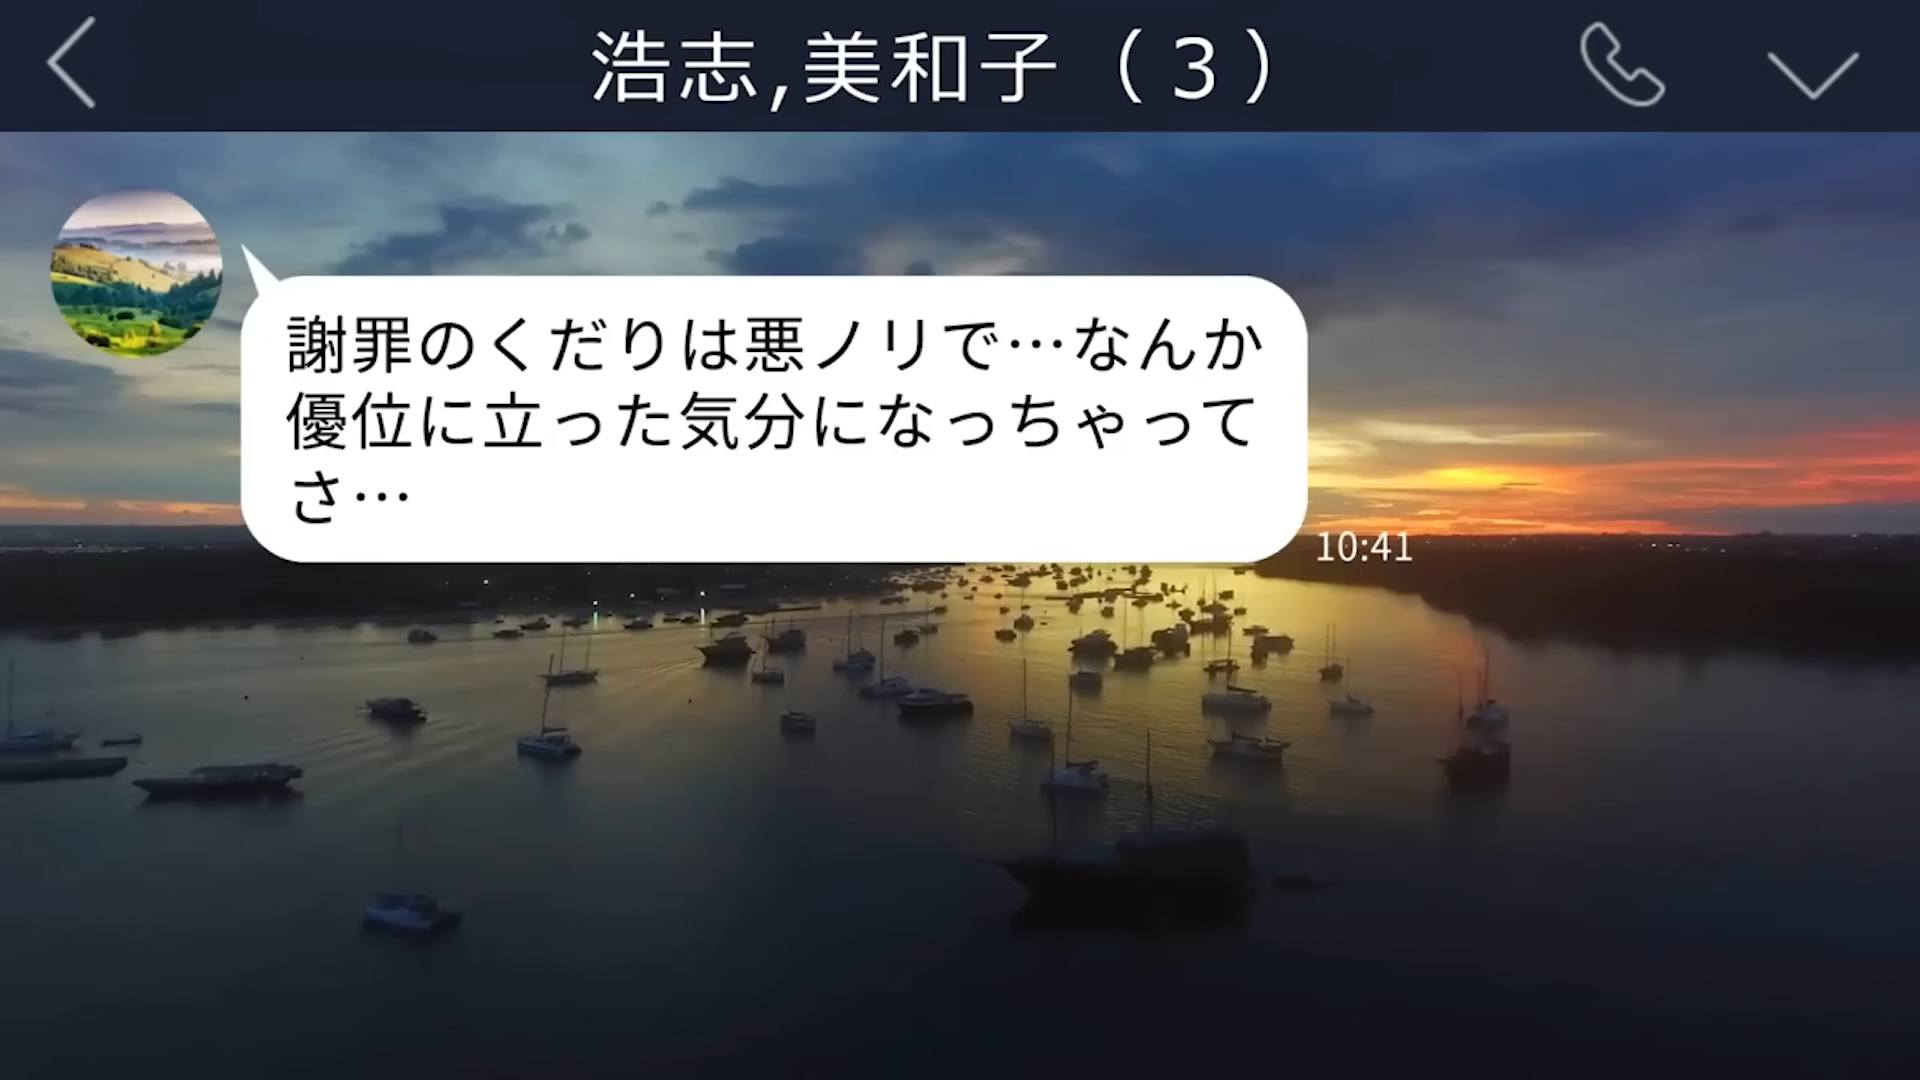 浩志,美和子（３）
謝罪のくだりは悪ノリで…なんか
優位に立った気分になっちゃって
さ…
10:41